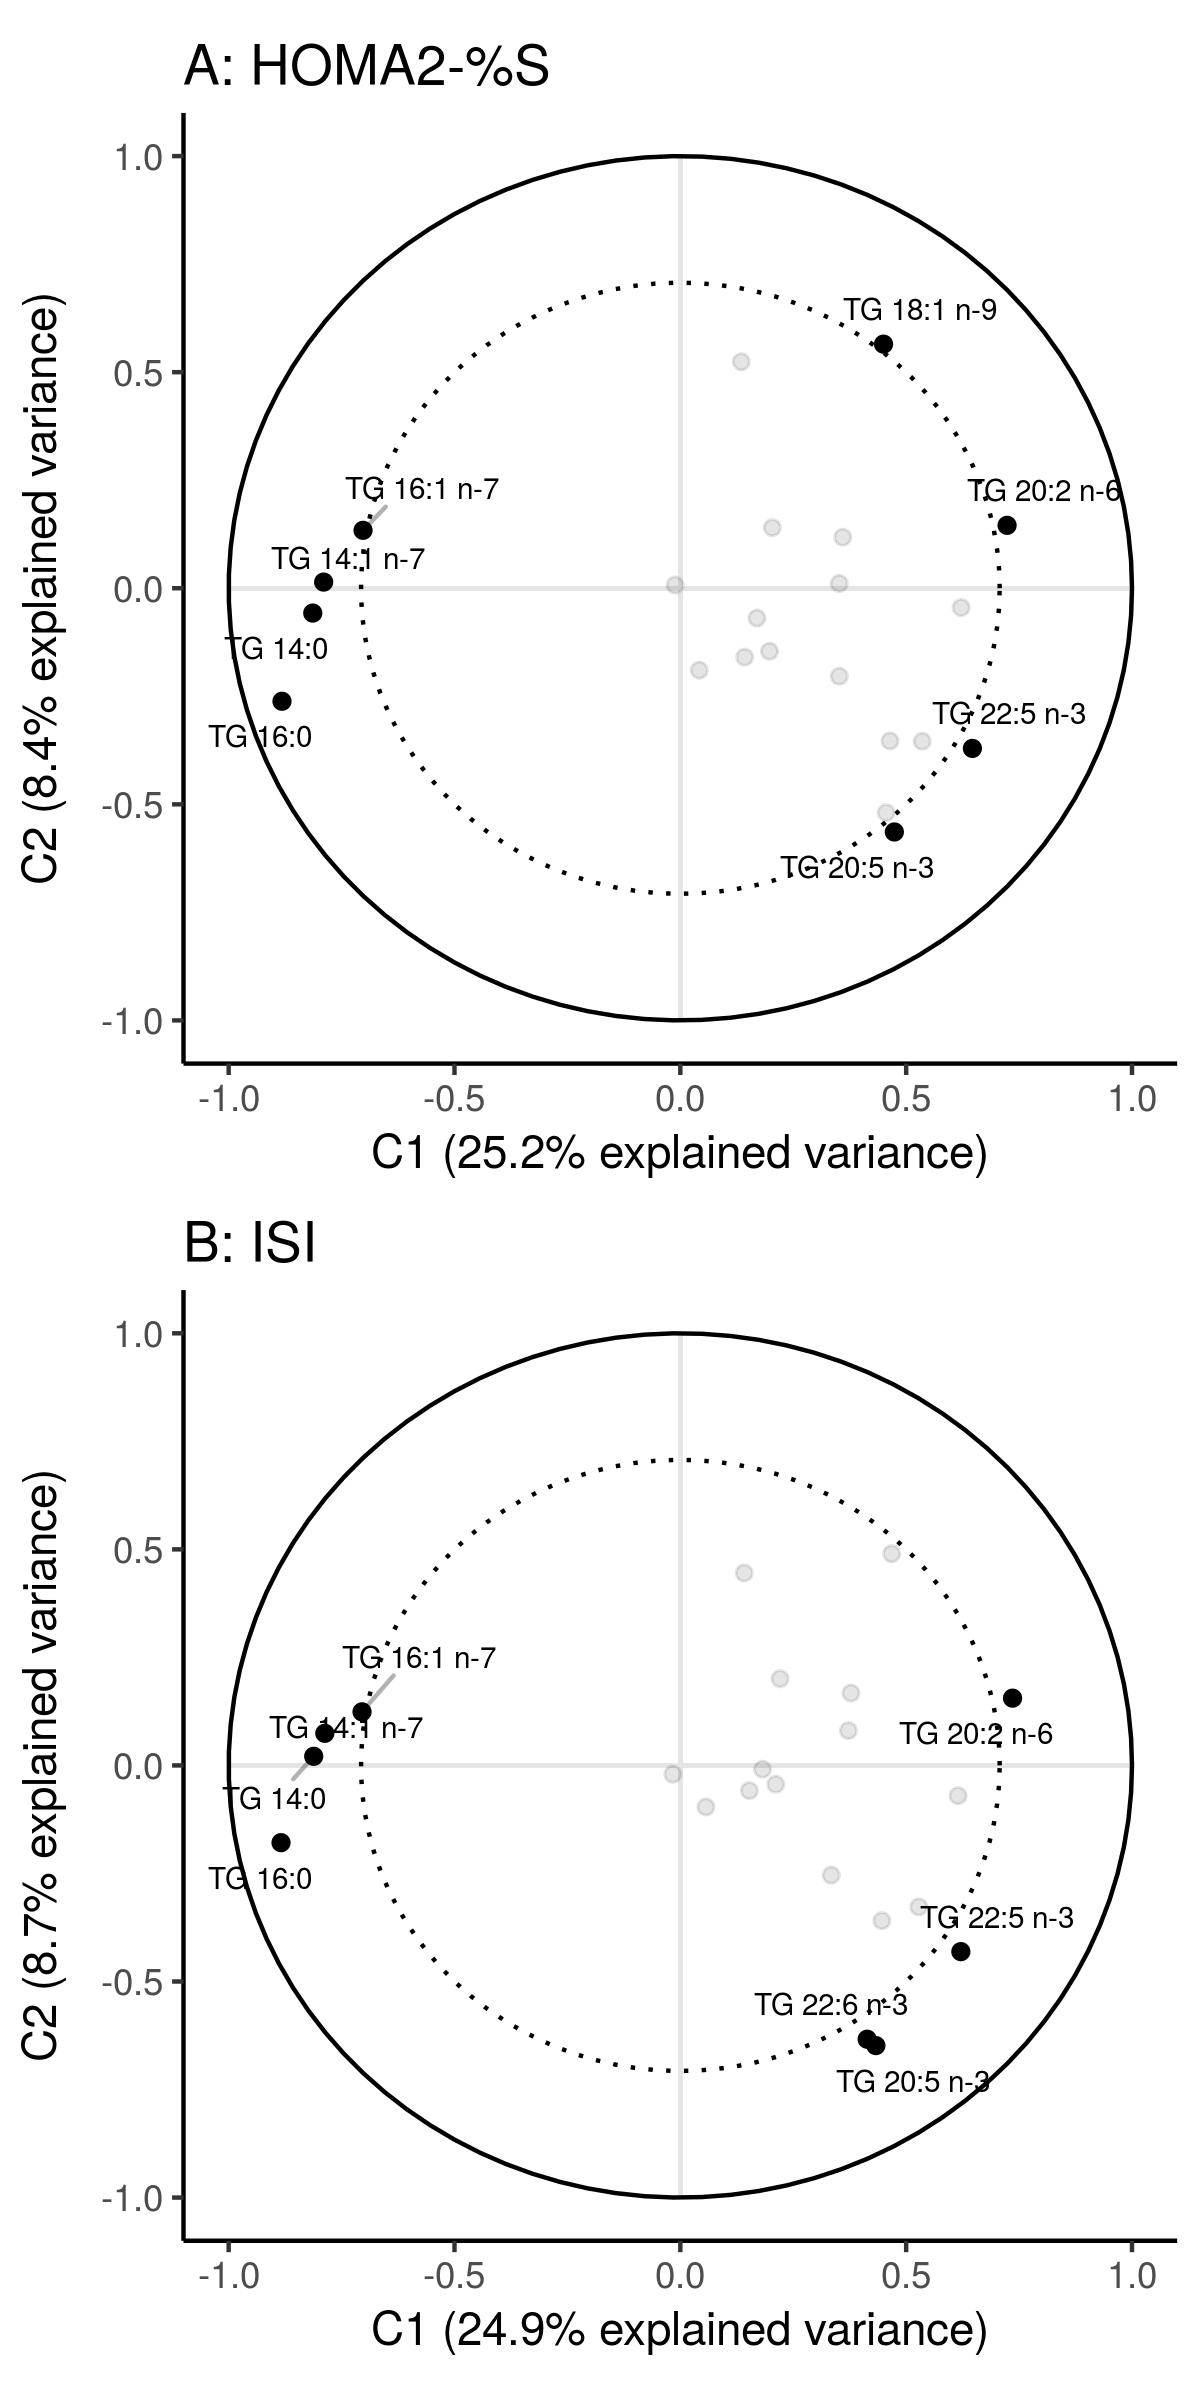 A: HOMA2-%S
1.0
0.5
0.0
-0.5
-1.0
C2 (8.4% explained variance)
TG 18:1 n-9
TG 16:1 n-7
TG 20:2 n-6
TG 14:1 n-7
TG 14:0
TG 22:5 n-3
TG 16:0
TG 20:5 n-3
-1.0 -0.5 0.0 0.5 1.0
C1 (25.2% explained variance)
B: ISI
1.0
0.5
0.0
-0.5
-1.0
C2 (8.7% explained variance)
TG 16:1 n-7
TG 14:1 n-7
TG 20:2 n-6
TG 14:0
TG 16:0
TG 22:5 n-3
TG 22:6 n-3
TG 20:5 n-3
-1.0 -0.5 0.0 0.5 1.0
C1 (24.9% explained variance)